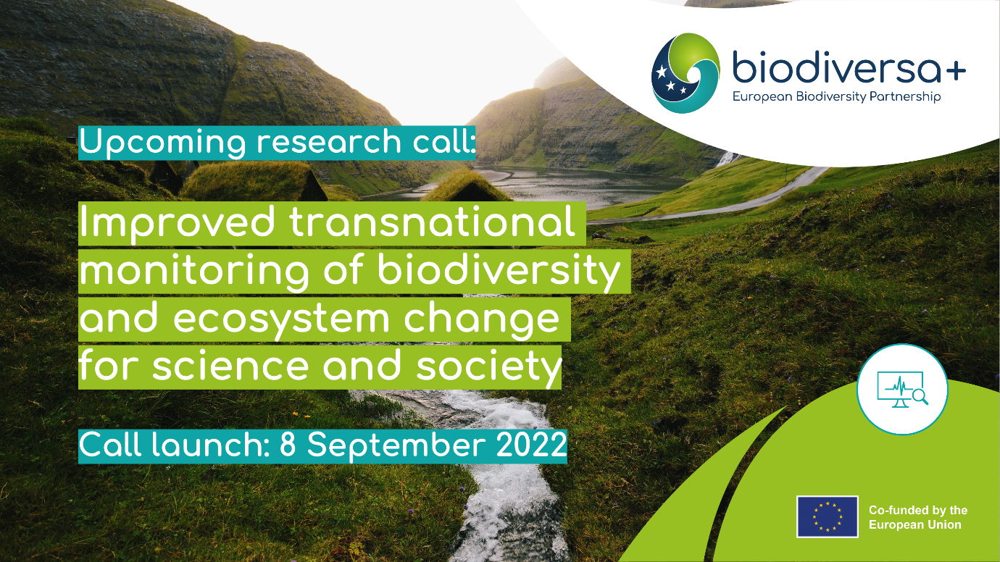 biodiversa+
European Biodiversity Partnership
Upcoming research call:
Improved transnational
monitoring of biodiversity
and ecosystem change
for science and society
Call launch: 8 September 2022
Co-funded by the
European Union